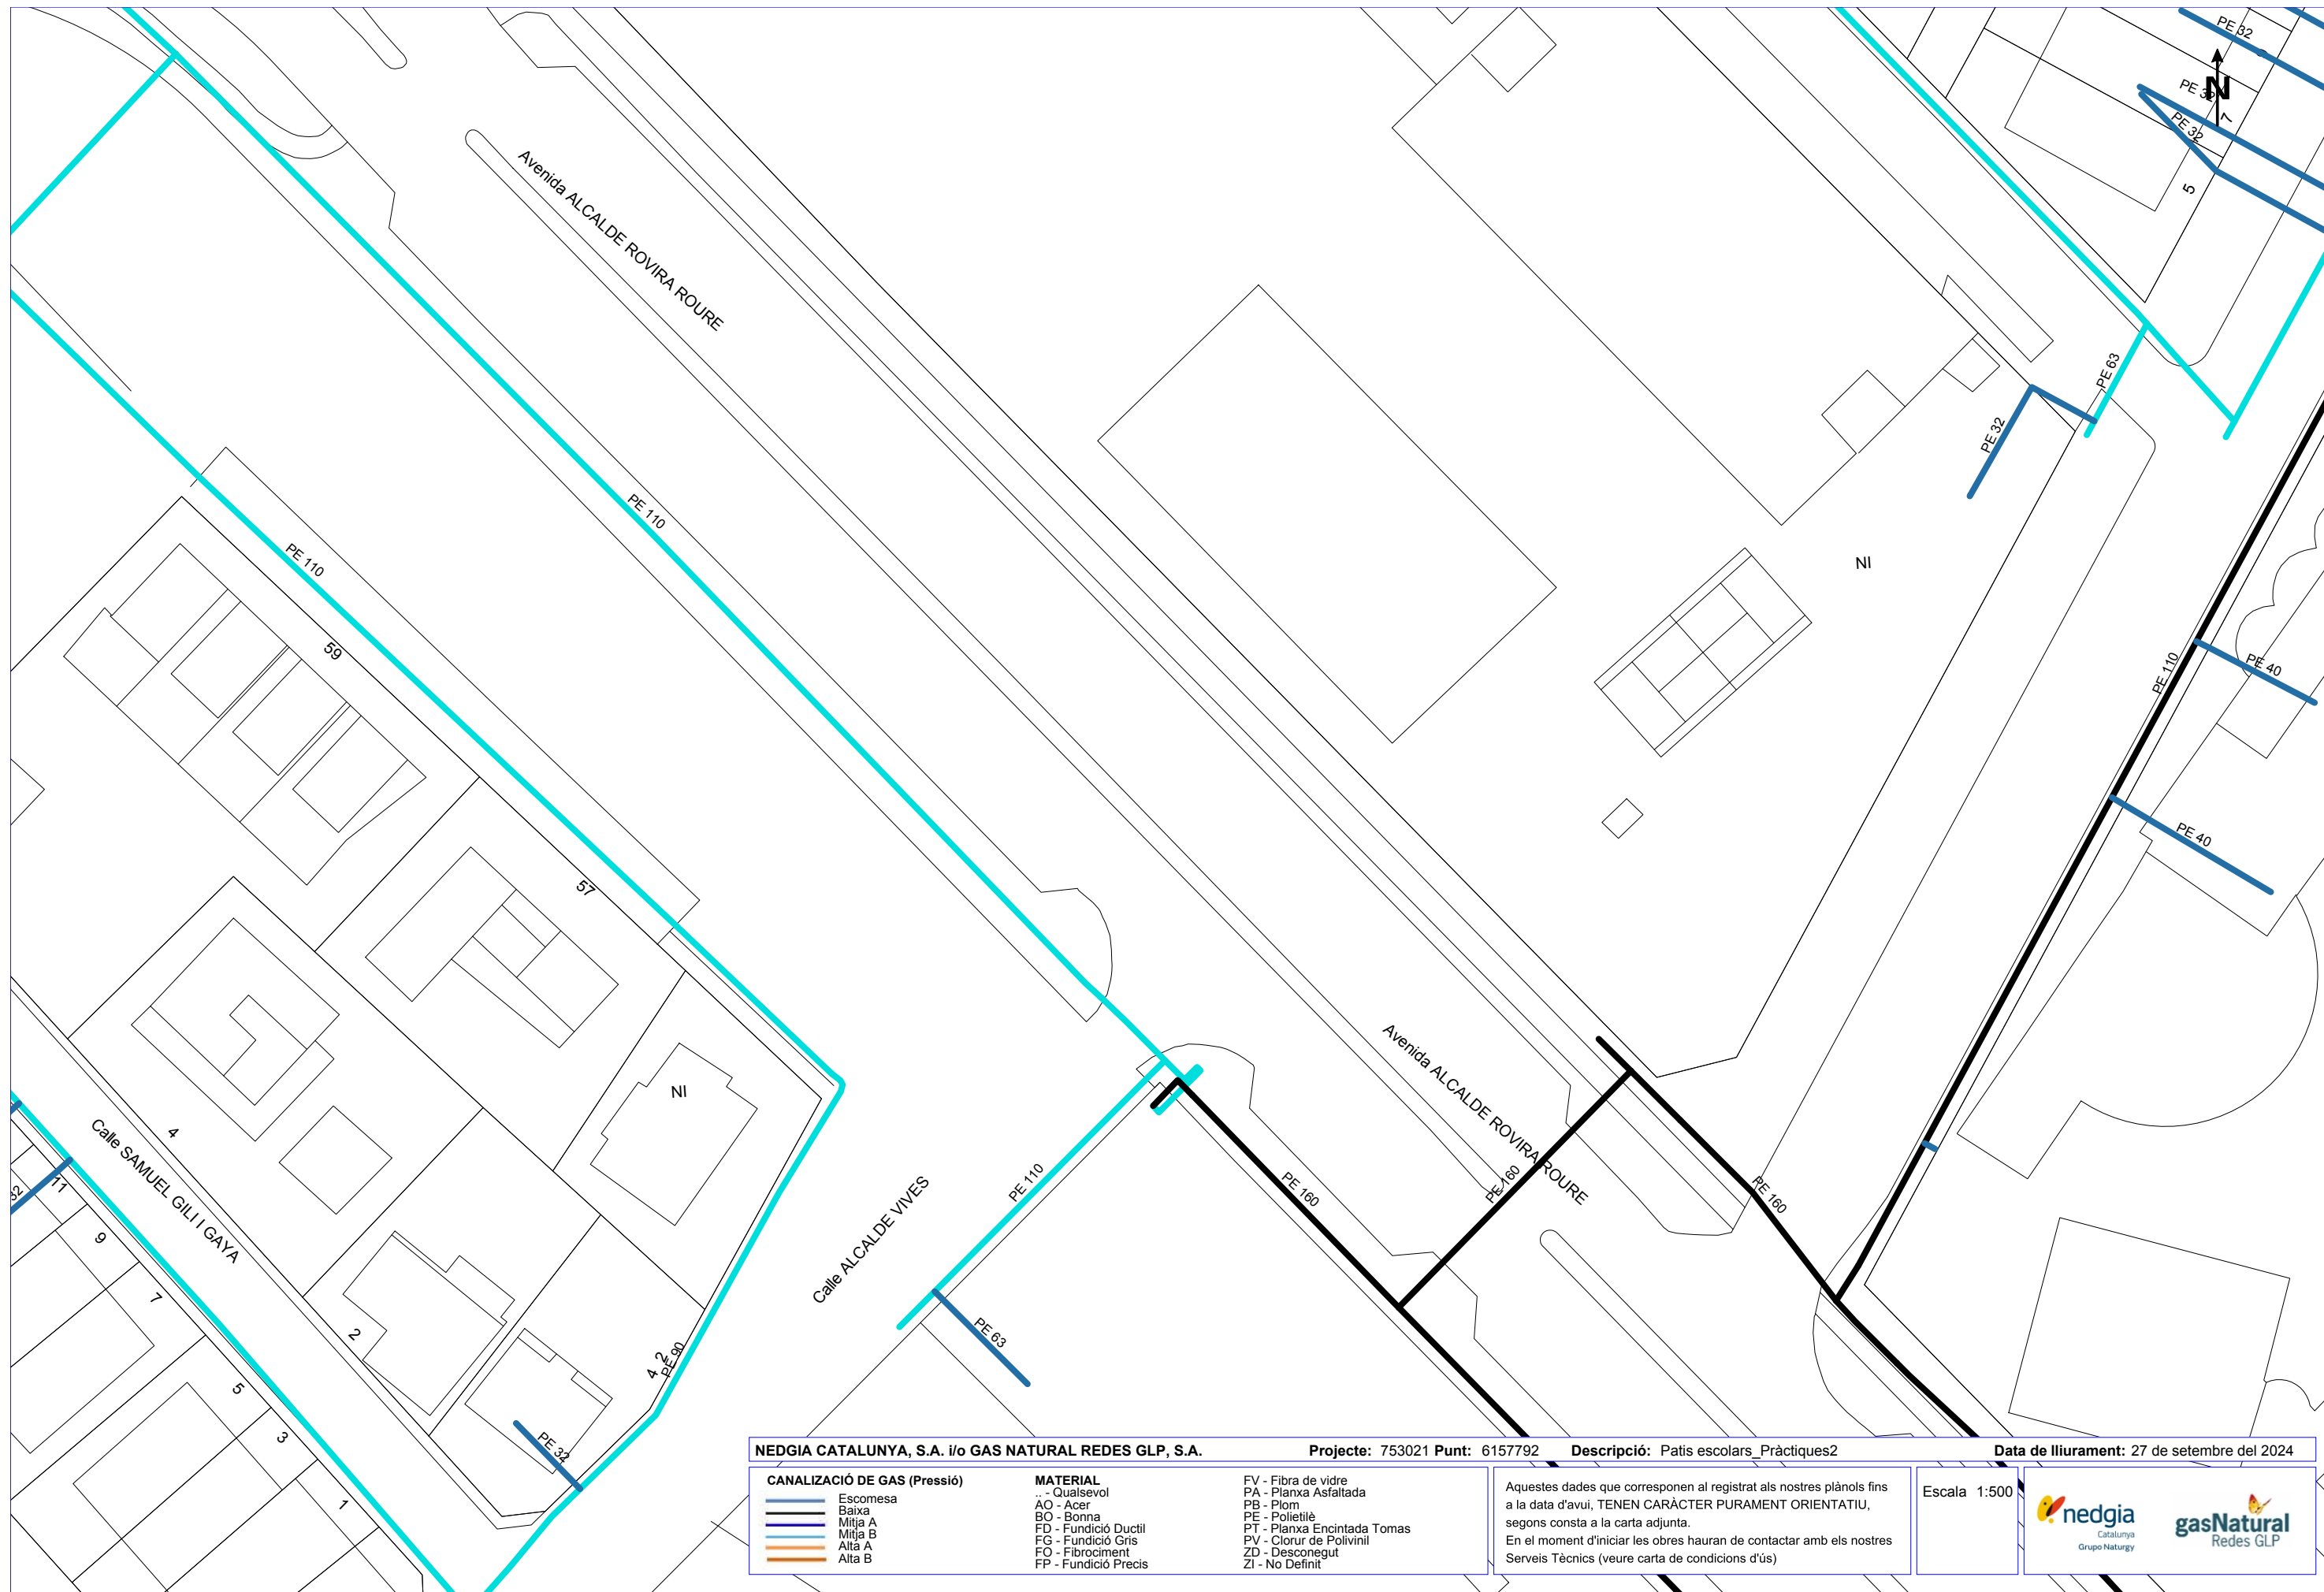 PE 32
N
PE 32
PE 32
7
5
Avenida ALCALDE ROVIRA ROURE
PE 63
PE 32
PE 110
PE 110
NI
59
PE 110
PE 40
PE 40
57
NI
Avenida ALCALDE ROVIRA ROURE
4
Calle SAMUEL GILI I GAYA
32
11
9
7
5
3
1
2
4 2
PE 90
PE 32
Calle ALCALDE VIVES
PE 110
PE 63
PE 160
PE 160
PE 160
NEDGIA CATALUNYA, S.A. i/o GAS NATURAL REDES GLP, S.A. Projecte: 753021 Punt: 6157792 Descripció: Patis escolars_Pràctiques2 Data de lliurament: 27 de setembre del 2024
CANALIZACIÓ DE GAS (Pressió)
Escomesa
Baixa
Mitja A
Mitja B
Alta A
Alta B
MATERIAL
.. - Qualsevol
AO - Acer
BO - Bonna
FD - Fundició Ductil
FG - Fundició Gris
FO - Fibrociment
FP - Fundició Precis
FV - Fibra de vidre
PA - Planxa Asfaltada
PB - Plom
PE - Polietilè
PT - Planxa Encintada Tomas
PV - Clorur de Polivinil
ZD - Desconegut
ZI - No Definit
Aquestes dades que corresponen al registrat als nostres plànols fins
a la data d'avui, TENEN CARÀCTER PURAMENT ORIENTATIU,
segons consta a la carta adjunta.
En el moment d'iniciar les obres hauran de contactar amb els nostres
Serveis Tècnics (veure carta de condicions d'ús)
Escala 1:500
nedgia
Catalunya
Grupo Naturgy
gasNatural
Redes GLP